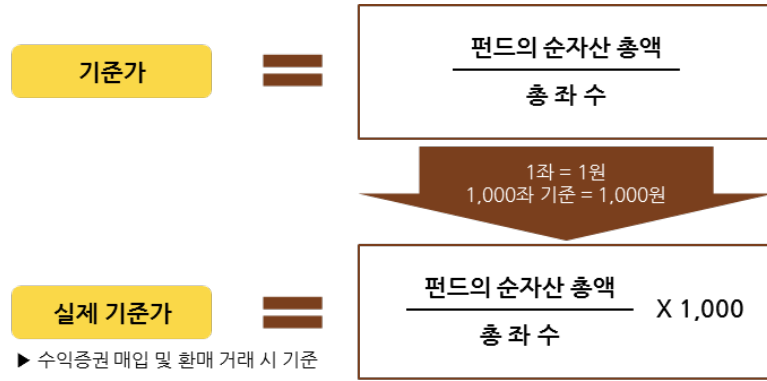 기준가
펀드의 순자산 총액
총 좌 수
1좌 = 1원
1,000좌 기준 = 1,000원
실제 기준가
펀드의 순자산 총액
총 좌 수
X 1,000
▶ 수익증권 매입 및 환매 거래 시 기준